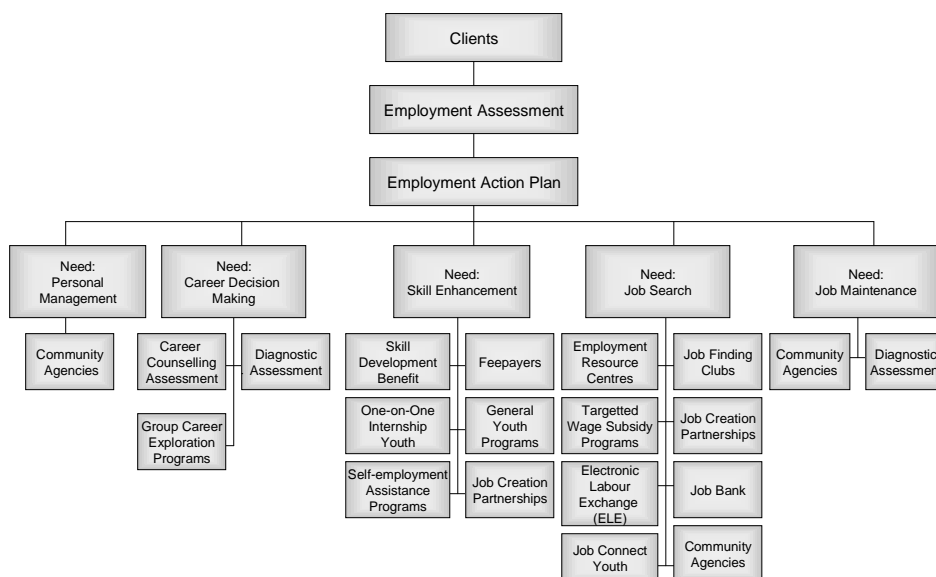 Clients
Employment Assessment
Employment Action Plan
Need:
Personal
Management
Need:
Career Decision
Making
Need:
Skill Enhancement
Need:
Job Search
Need:
Job Maintenance
Community
Agencies
Career
Counselling
Assessment
Diagnostic
Assessment
Group Career
Exploration
Programs
Skill
Development
Benefit
Feepayers
One-on-One
Internship
Youth
General
Youth
Programs
Self-employment
Assistance
Programs
Job Creation
Partnerships
Employment
Resource
Centres
Job Finding
Clubs
Targetted
Wage Subsidy
Programs
Job Creation
Partnerships
Electronic
Labour
Exchange
(ELE)
Job Bank
Job Connect
Youth
Community
Agencies
Community
Agencies
Diagnostic
Assessment